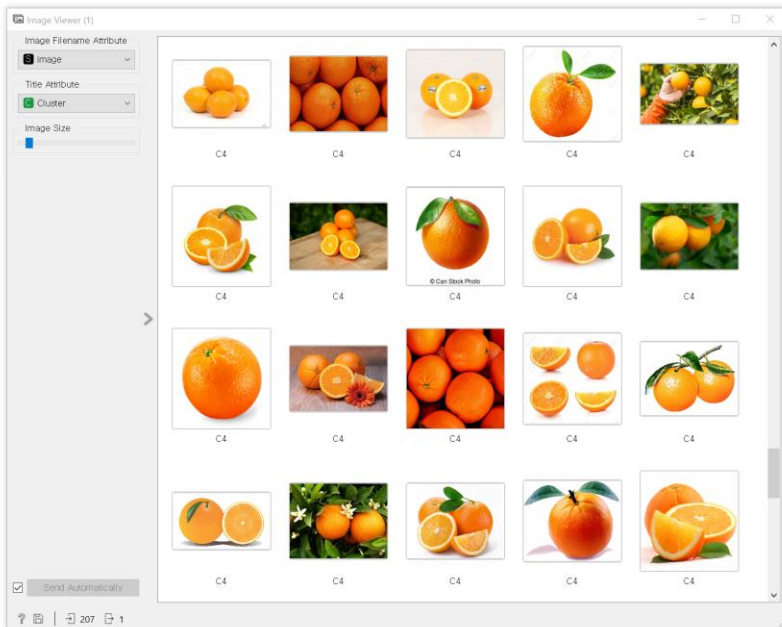 Image Viewer (1)
Image Filename Attribute
S image
Title Attribute
C Cluster
Image Size
C4 C4 C4 C4 C4
© Can Stock Photo
C4 C4 C4 C4 C4
C4 C4 C4 C4 C4
C4 C4 C4 C4 C4
Send Automatically
? 207 1